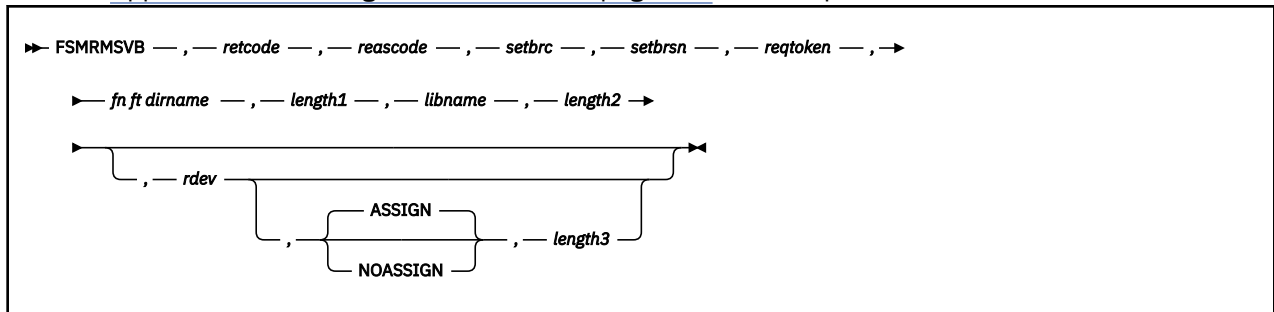 FSMRMSVB , retcode , reascode , setbrc , setbrsn , reqtoken ,
fn ft dirname , length1 , libname , length2
, rdev
ASSIGN
, , length3
NOASSIGN